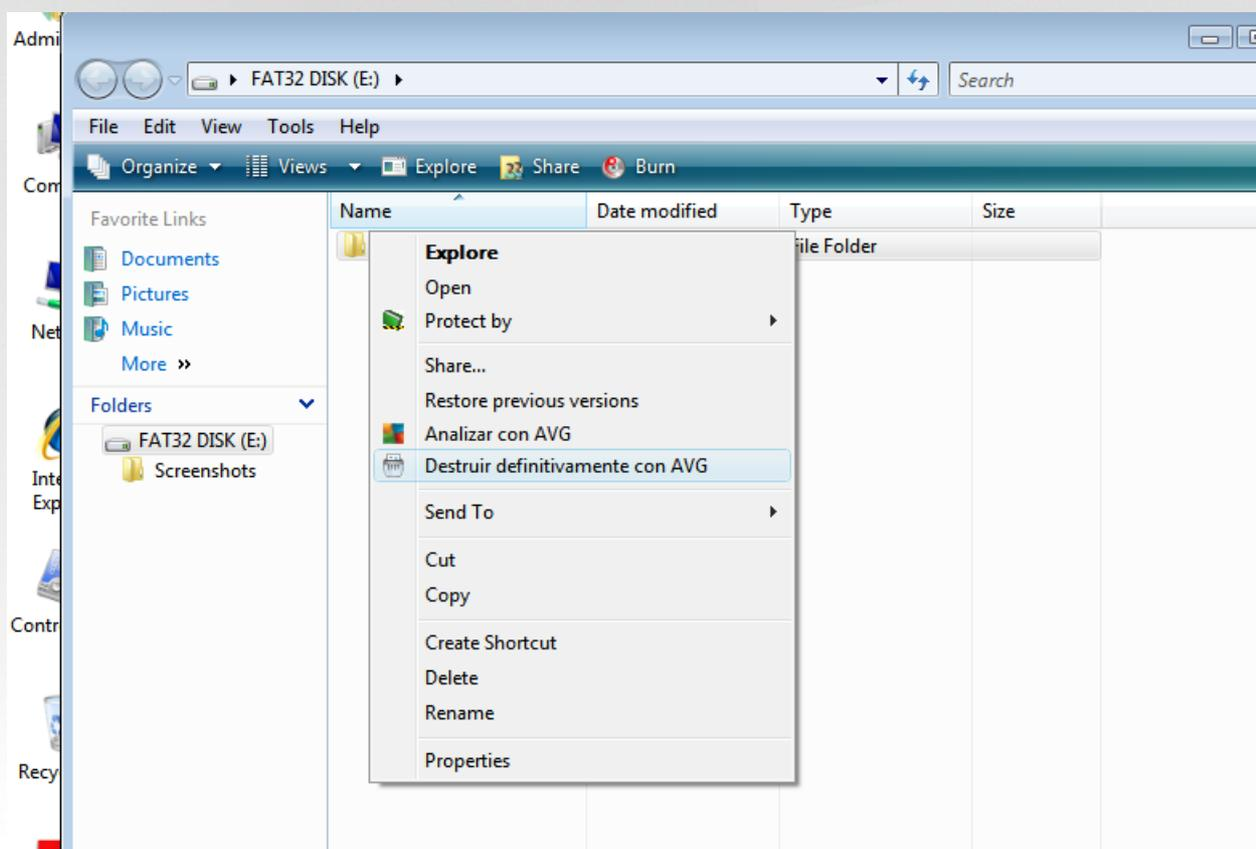 Admi
FAT32 DISK (E:)
Search
File Edit View Tools Help
Organize Views Explore Share Burn
Com
Favorite Links
Name Date modified Type Size
Documents
File Folder
Pictures
Music
Net
More »
Folders
FAT32 DISK (E:)
Screenshots
Inte
Exp
Contr
Recy
Explore
Open
Protect by
Share...
Restore previous versions
Analizar con AVG
Destruir definitivamente con AVG
Send To
Cut
Copy
Create Shortcut
Delete
Rename
Properties